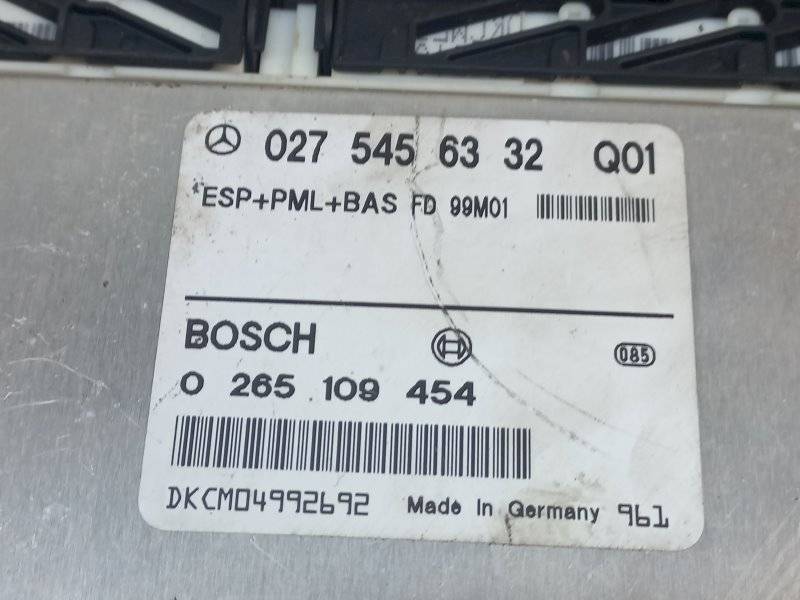 027 545 63 32 Q01
ESP+PML+BAS FD 99M01
BOSCH
085
0 265 109 454
DKCM04992692 Made In Germany 961